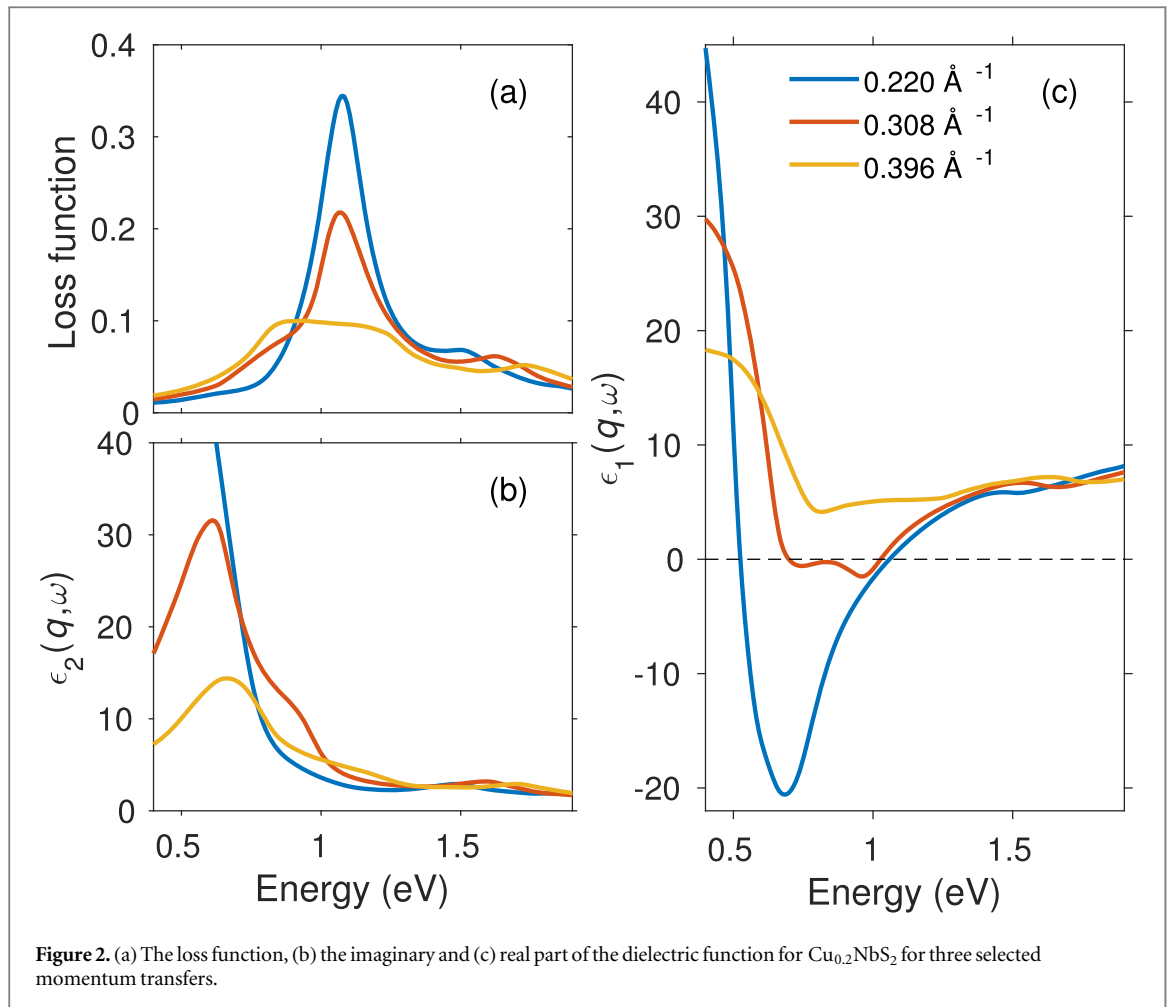 0.4
0.3
0.2
0.1
0
Loss function
(a)
40
30
20
10
0
ϵ2(q,ω)
(b)
0.5 1 1.5
Energy (eV)
0.220 Å -1
0.308 Å -1
0.396 Å -1
(c)
40
30
20
10
0
-10
-20
ϵ1(q,ω)
0.5 1 1.5
Energy (eV)
Figure 2. (a) The loss function, (b) the imaginary and (c) real part of the dielectric function for Cu0.2NbS2 for three selected
momentum transfers.